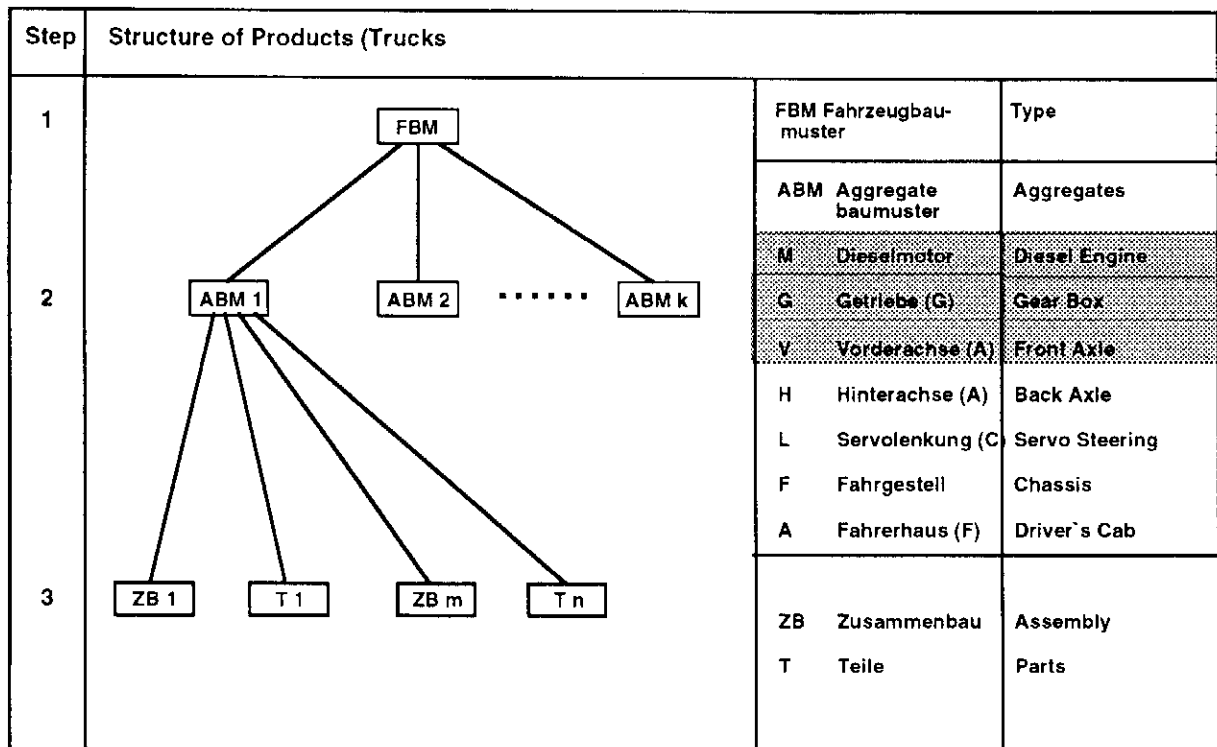 Step Structure of Products (Trucks
1 FBM FBM Fahrzeugbau- Type
muster
ABM Aggregate Aggregates
baumuster
M Dieselmotor Diesel Engine
2 ABM 1 ABM 2 ...... ABM k G Getriebe (G) Gear Box
V Vorderachse (A) Front Axle
H Hinterachse (A) Back Axle
L Servolenkung (C) Servo Steering
F Fahrgestell Chassis
A Fahrerhaus (F) Driver`s Cab
3 ZB 1 T 1 ZB m T n
ZB Zusammenbau Assembly
T Teile Parts